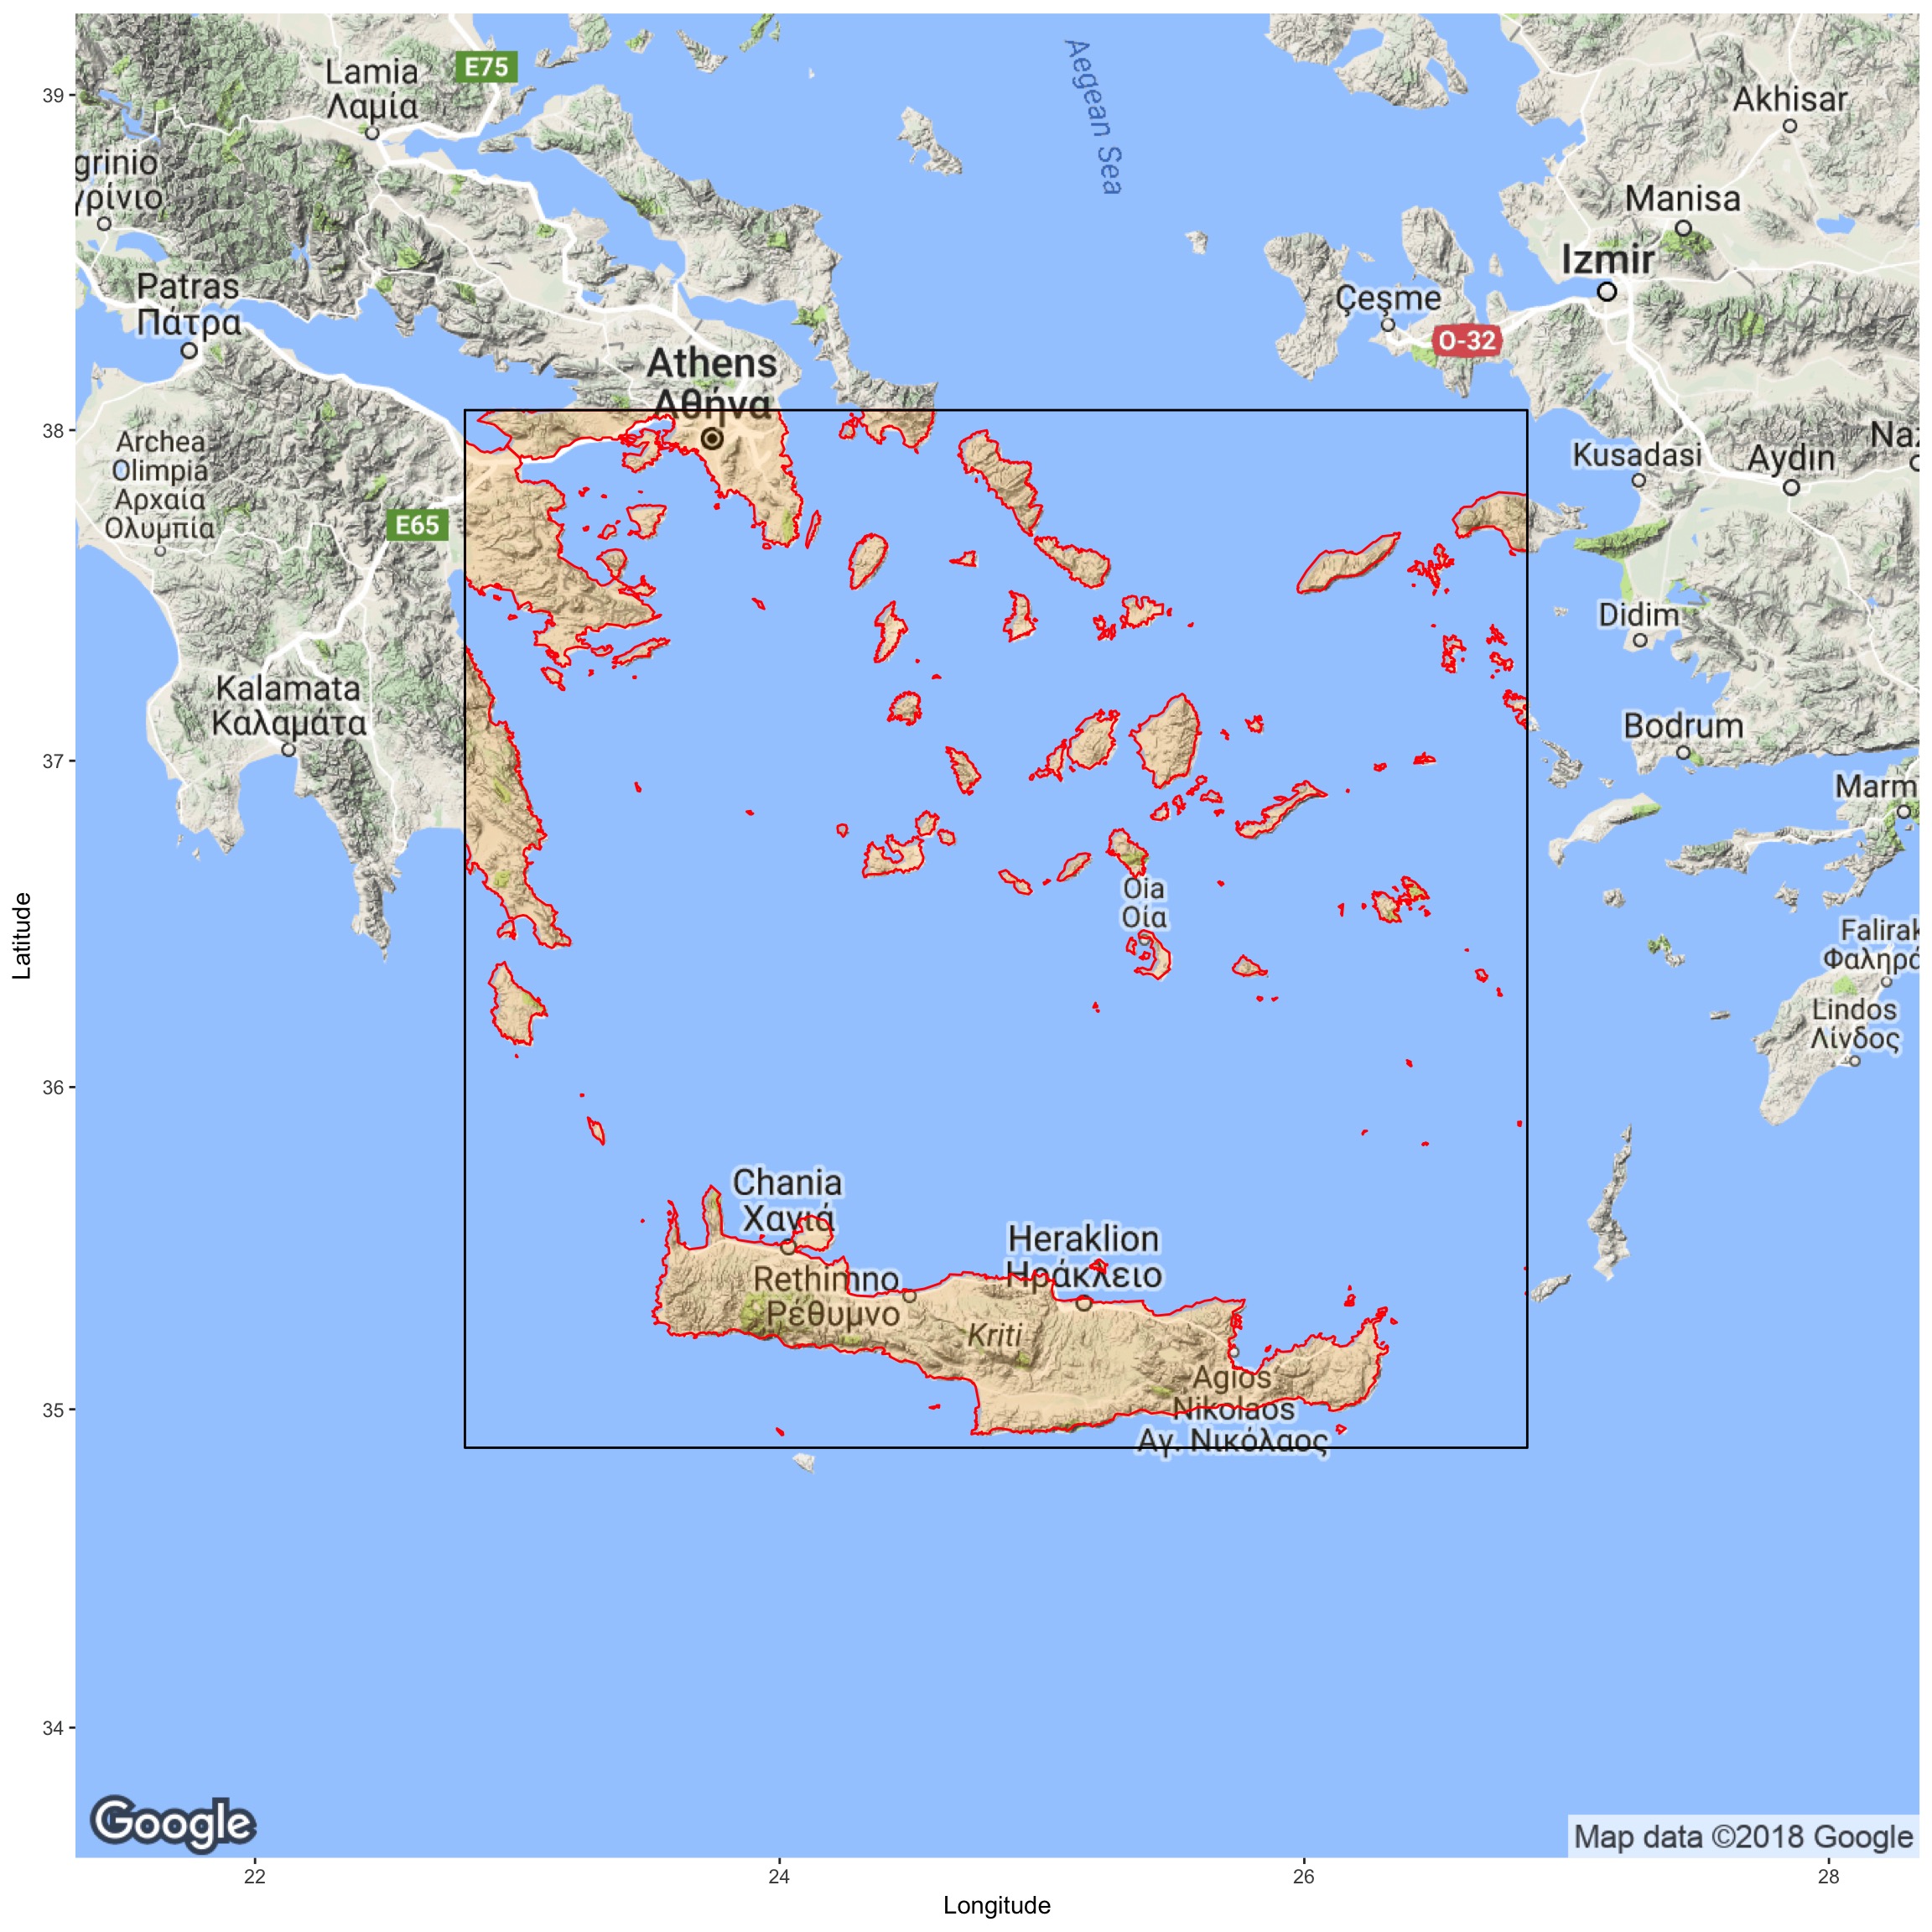 Aegean Sea
Lamia
Λαμία
E75
Akhisar
grinio
γρίνιο
Manisa
Izmir
Patras
Πάτρα
Çeşme
O-32
Athens
Αθήνα
Archea
Olimpia
Αρχαία
Ολυμπία
E65
Kusadasi
Aydın
Naz
Didim
Kalamata
Καλαμάτα
Bodrum
Marm
Oia
Οία
Falirak
Φαληρά
Lindos
Λίνδος
Chania
Χανιά
Heraklion
Ηράκλειο
Rethimno
Ρέθυμνο
Kriti
Agios
Nikolaos
Αγ. Νικόλαος
Google
Map data ©2018 Google
39
38
37
36
35
34
Latitude
22
24
26
28
Longitude